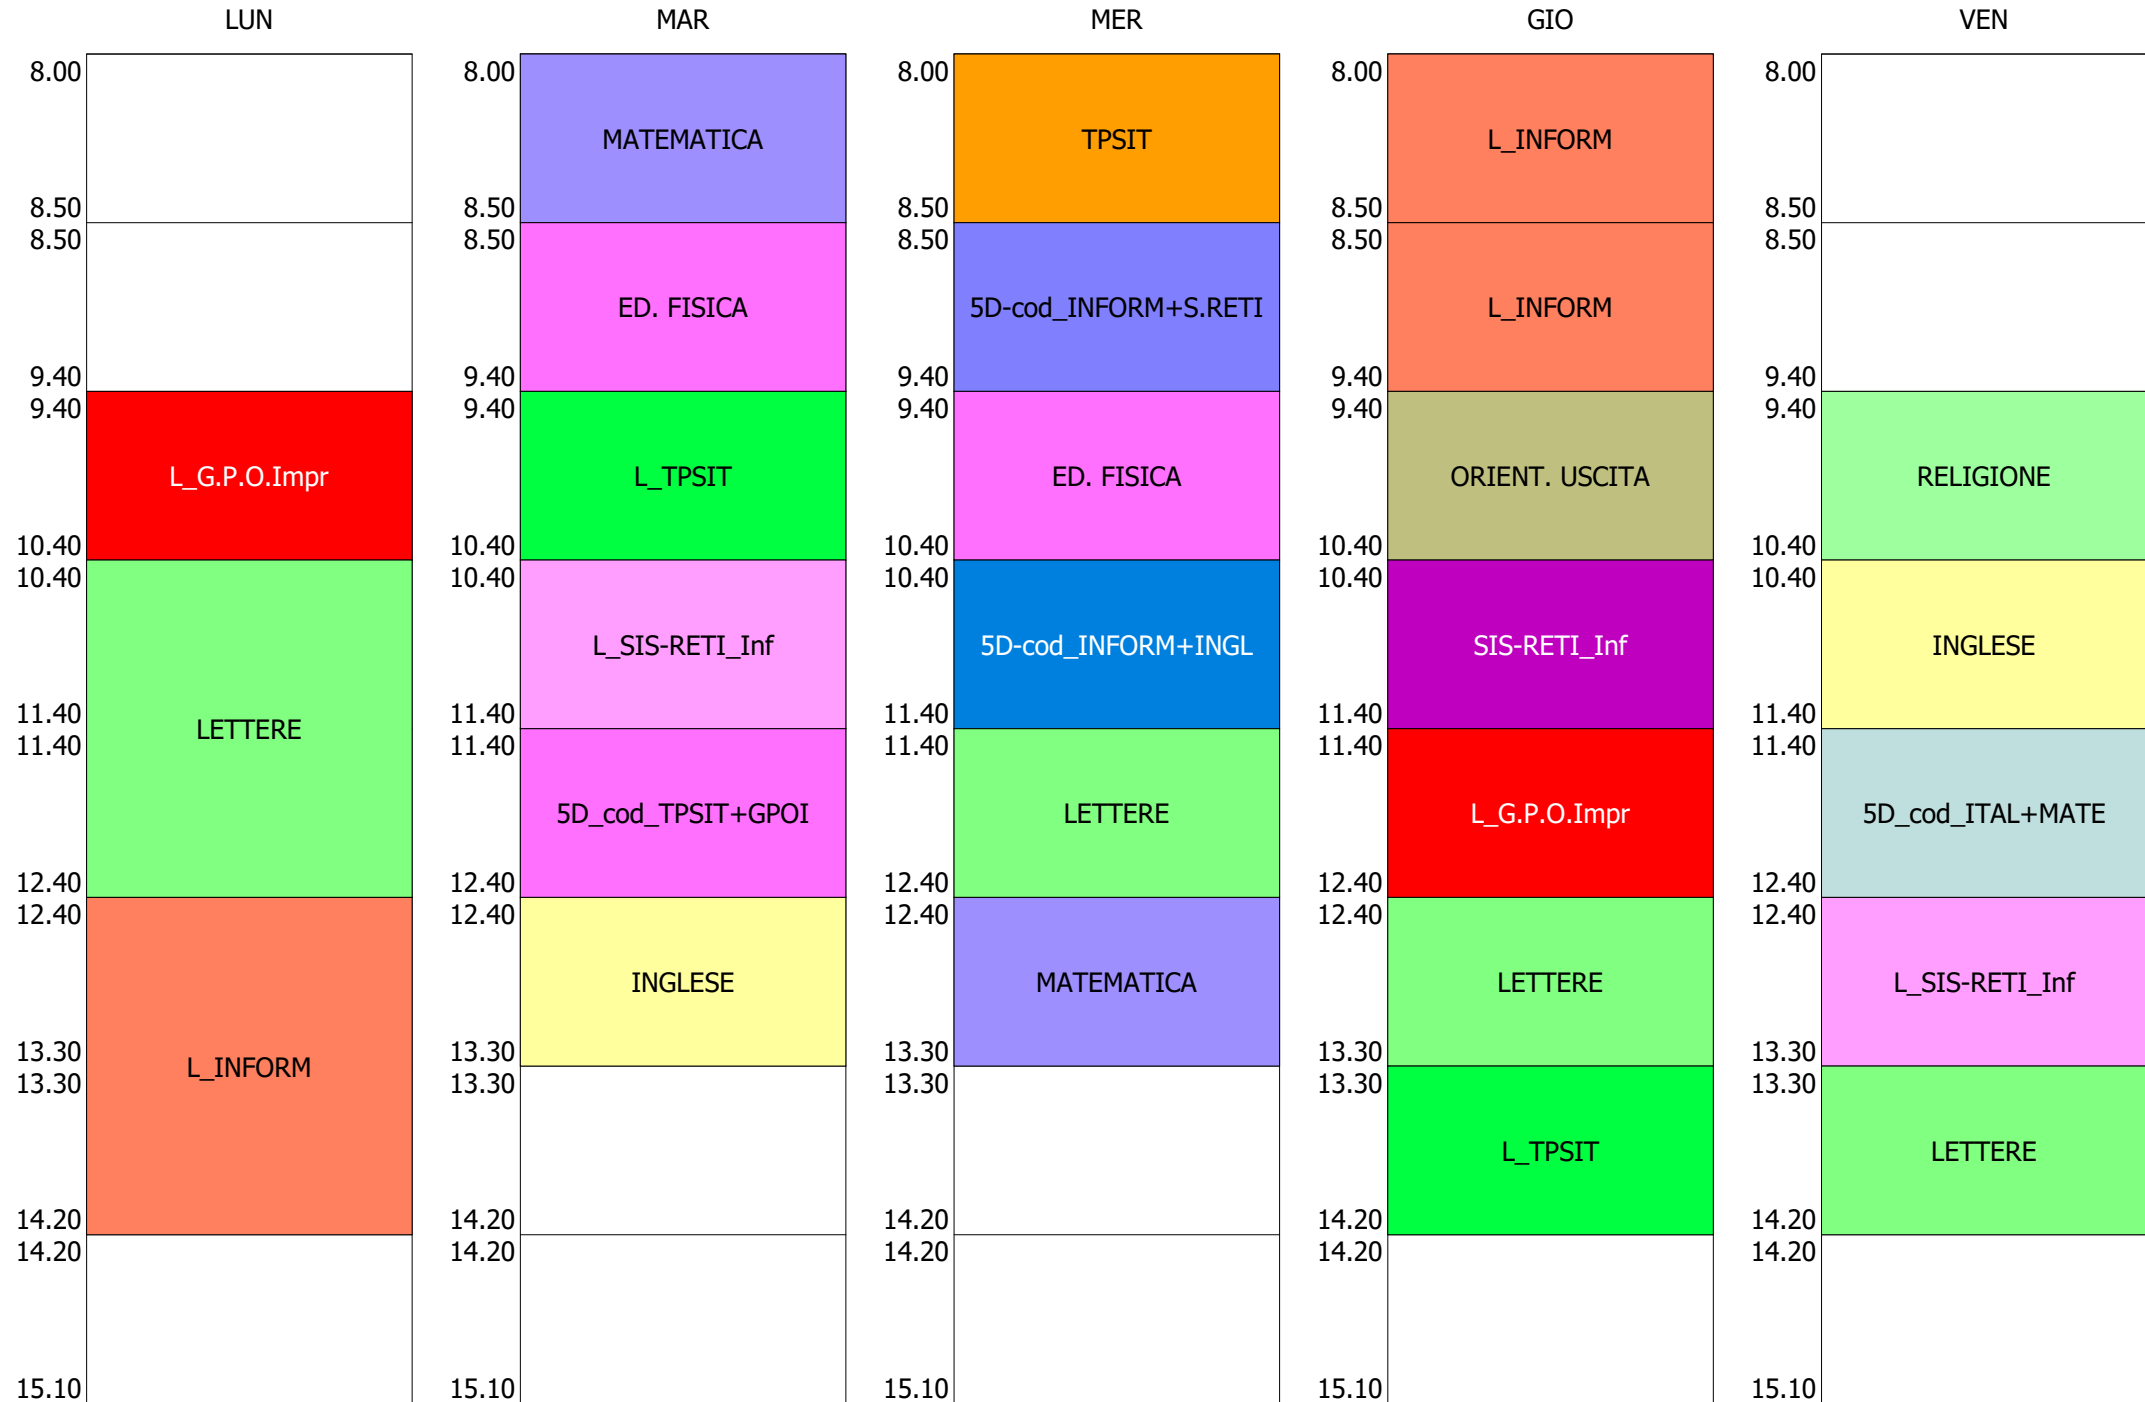 LUN
8.00
8.50
8.50
9.40
9.40
L_G.P.O.Impr
10.40
10.40
11.40
LETTERE
11.40
12.40
12.40
13.30
L_INFORM
13.30
14.20
14.20
15.10
MAR
8.00
MATEMATICA
8.50
8.50
ED. FISICA
9.40
9.40
L_TPSIT
10.40
10.40
L_SIS-RETI_Inf
11.40
11.40
5D_cod_TPSIT+GPOI
12.40
12.40
INGLESE
13.30
13.30
14.20
14.20
15.10
MER
8.00
TPSIT
8.50
8.50
5D-cod_INFORM+S.RETI
9.40
9.40
ED. FISICA
10.40
10.40
5D-cod_INFORM+INGL
11.40
11.40
LETTERE
12.40
12.40
MATEMATICA
13.30
13.30
14.20
14.20
15.10
GIO
8.00
L_INFORM
8.50
8.50
L_INFORM
9.40
9.40
ORIENT. USCITA
10.40
10.40
SIS-RETI_Inf
11.40
11.40
L_G.P.O.Impr
12.40
12.40
LETTERE
13.30
13.30
L_TPSIT
14.20
14.20
15.10
VEN
8.00
8.50
8.50
9.40
9.40
RELIGIONE
10.40
10.40
INGLESE
11.40
11.40
5D_cod_ITAL+MATE
12.40
12.40
L_SIS-RETI_Inf
13.30
13.30
LETTERE
14.20
14.20
15.10